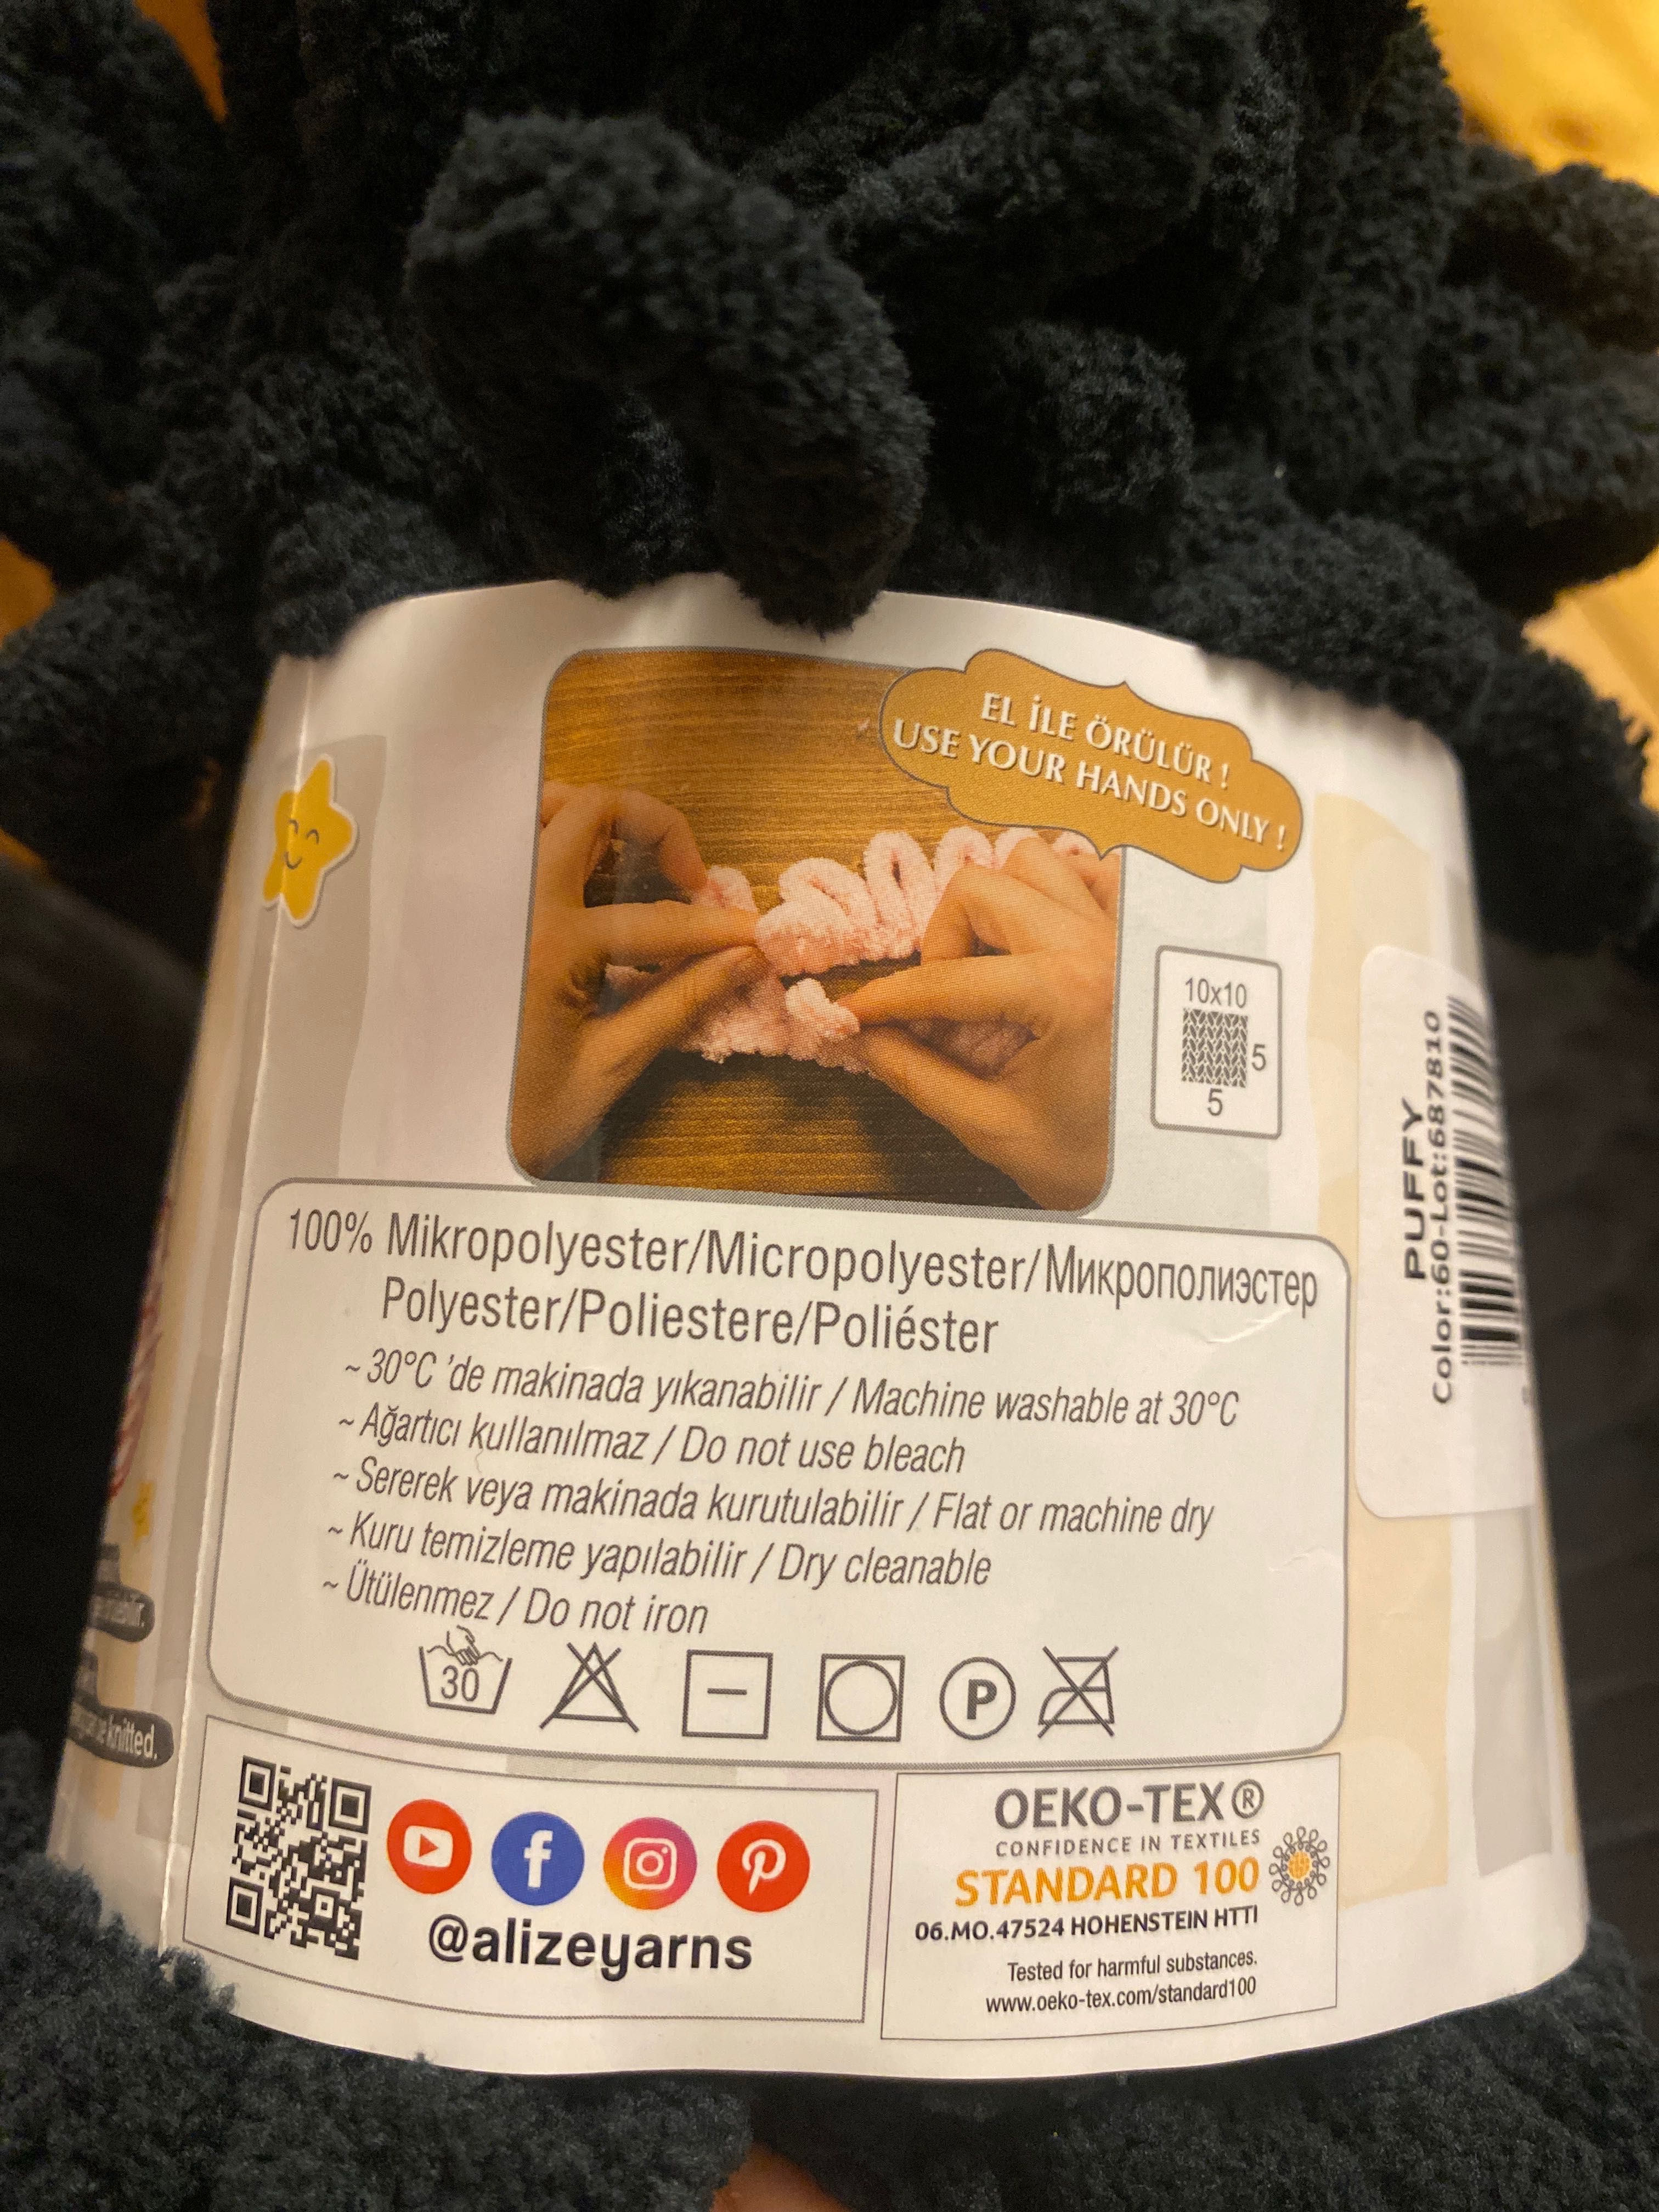 EL İLE ÖRÜLÜR !
USE YOUR HANDS ONLY !
10x10
5
5
PUFFY
Color:60-Lot:687810
100% Mikropolyester/Micropolyester/Микрополиэстер
Polyester/Poliestere/Poliéster
~ 30°C 'de makinada yıkanabilir / Machine washable at 30°C
~ Ağartıcı kullanılmaz / Do not use bleach
~ Sererek veya makinada kurutulabilir / Flat or machine dry
~ Kuru temizleme yapılabilir / Dry cleanable
~ Ütülenmez / Do not iron
30
P
knitted.
@alizeyarns
OEKO-TEX®
CONFIDENCE IN TEXTILES
STANDARD 100
06.MO.47524 HOHENSTEIN HTTI
Tested for harmful substances.
www.oeko-tex.com/standard100